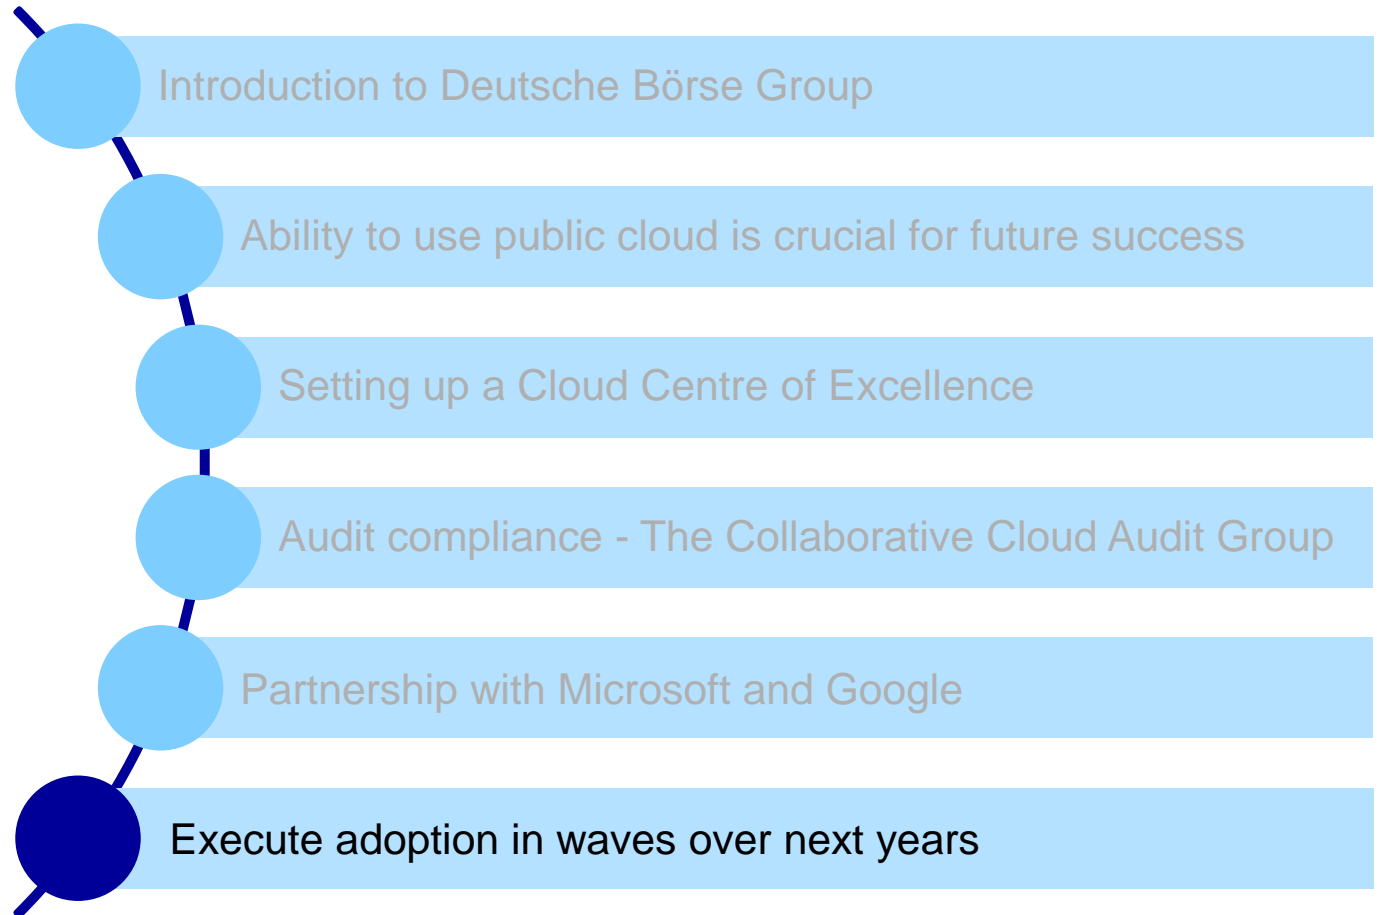 Introduction to Deutsche Börse Group
Ability to use public cloud is crucial for future success
Setting up a Cloud Centre of Excellence
Audit compliance - The Collaborative Cloud Audit Group
Partnership with Microsoft and Google
Execute adoption in waves over next years